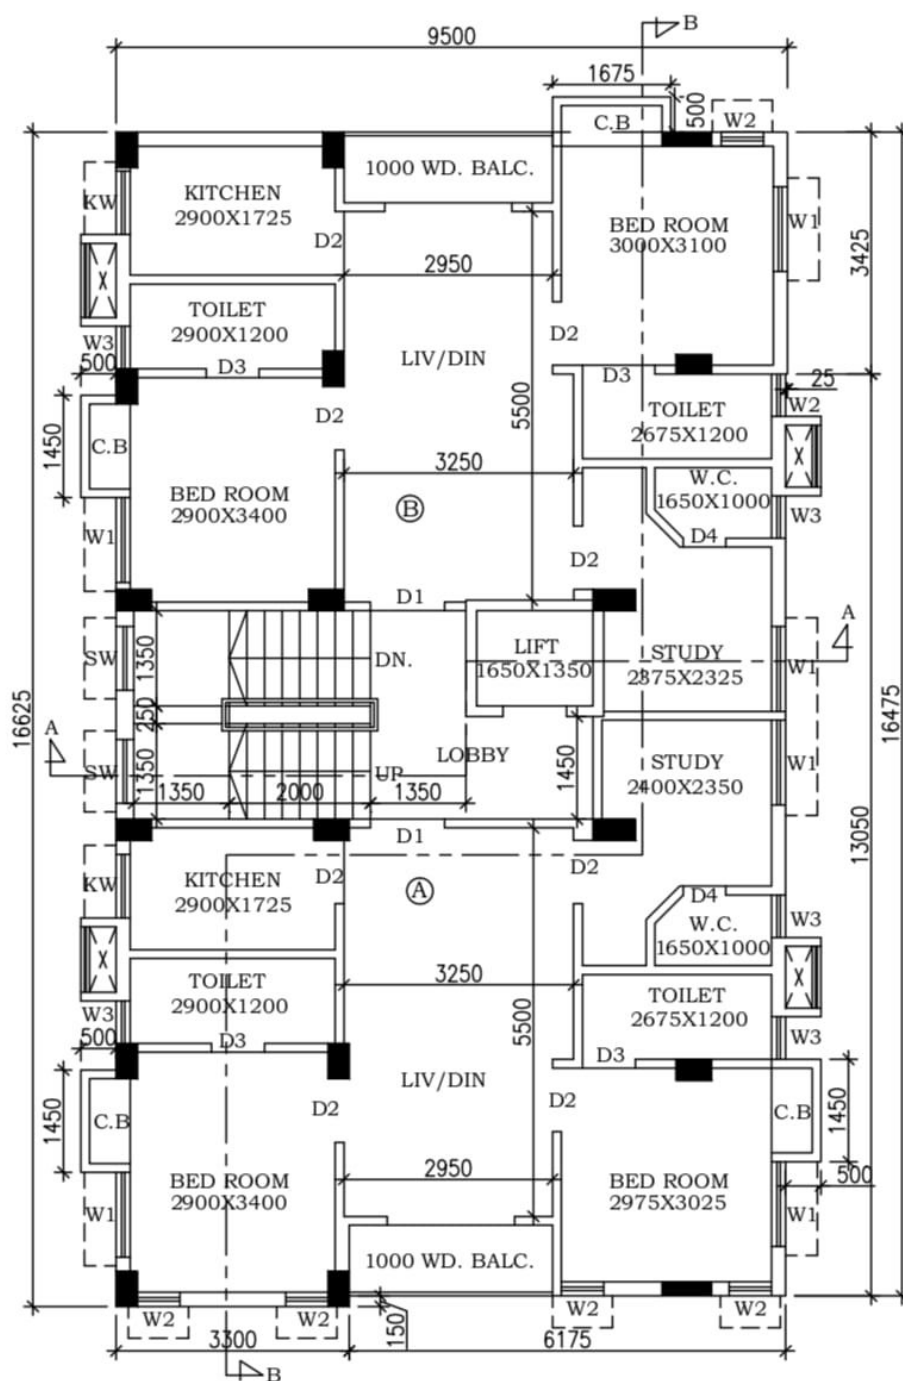 B
9500
1675
500
C.B
W2
1000 WD. BALC.
KITCHEN
2900X1725
KW
D2
BED ROOM
3000X3100
W1
3425
2950
TOILET
2900X1200
W3
500
D3
LIV/DIN
D2
D3
25
D2
5500
TOILET
2675X1200
W2
1450
C.B
3250
W.C.
1650X1000
BED ROOM
2900X3400
B
W3
W1
D4
D2
D1
A
1350
SW
DN.
LIFT
1650X1350
STUDY
2375X2325
W1
16625
16475
250
A
SW
1350
UP
LOBBY
1450
STUDY
2400X2350
W1
1350
2000
1350
13050
D1
D2
D2
KITCHEN
2900X1725
KW
A
D4
W.C.
1650X1000
W3
TOILET
2900X1200
3250
TOILET
2675X1200
W3
500
D3
5500
D3
W3
1450
C.B
LIV/DIN
D2
D2
C.B
1450
BED ROOM
2900X3400
2950
BED ROOM
2975X3025
500
W1
W1
1000 WD. BALC.
W2
W2
150
W2
W2
3300
6175
B